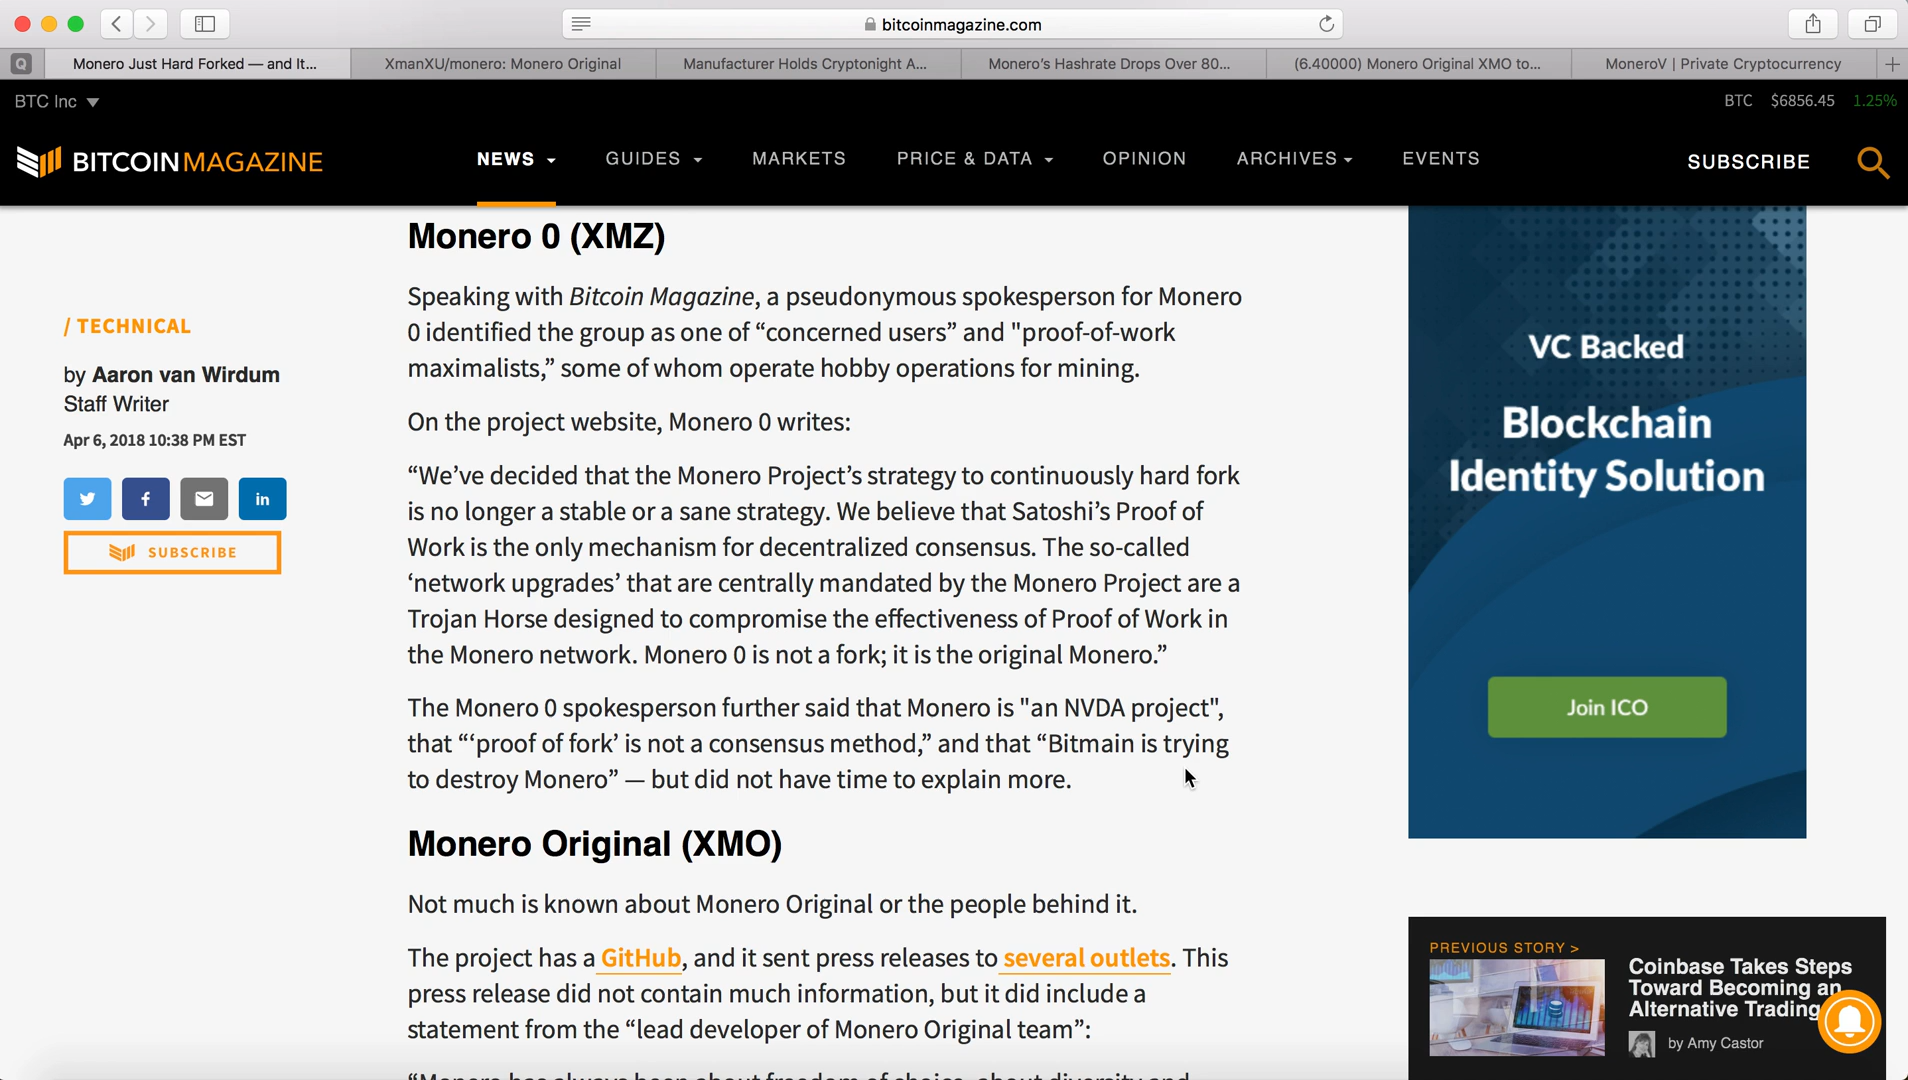 bitcoinmagazine.com
Q
Monero Just Hard Forked — and It...
XmanXU/monero: Monero Original
Manufacturer Holds Cryptonight A...
Monero's Hashrate Drops Over 80...
(6.40000) Monero Original XMO to...
MoneroV | Private Cryptocurrency
BTC Inc
BTC $6856.45 1.25%
BITCOINMAGAZINE
NEWS GUIDES MARKETS PRICE & DATA OPINION ARCHIVES EVENTS
SUBSCRIBE
/ TECHNICAL
by Aaron van Wirdum
Staff Writer
Apr 6, 2018 10:38 PM EST
f
in
SUBSCRIBE
Monero 0 (XMZ)
Speaking with Bitcoin Magazine, a pseudonymous spokesperson for Monero
0 identified the group as one of “concerned users” and "proof-of-work
maximalists,” some of whom operate hobby operations for mining.
On the project website, Monero 0 writes:
“We’ve decided that the Monero Project’s strategy to continuously hard fork
is no longer a stable or a sane strategy. We believe that Satoshi’s Proof of
Work is the only mechanism for decentralized consensus. The so-called
‘network upgrades’ that are centrally mandated by the Monero Project are a
Trojan Horse designed to compromise the effectiveness of Proof of Work in
the Monero network. Monero 0 is not a fork; it is the original Monero.”
The Monero 0 spokesperson further said that Monero is "an NVDA project",
that “‘proof of fork’ is not a consensus method,” and that “Bitmain is trying
to destroy Monero” — but did not have time to explain more.
Monero Original (XMO)
Not much is known about Monero Original or the people behind it.
The project has a GitHub, and it sent press releases to several outlets. This
press release did not contain much information, but it did include a
statement from the “lead developer of Monero Original team”:
“Monero has always been about freedom of choice, about diversity and
VC Backed
Blockchain
Identity Solution
Join ICO
PREVIOUS STORY >
Coinbase Takes Steps
Toward Becoming an
Alternative Trading
by Amy Castor